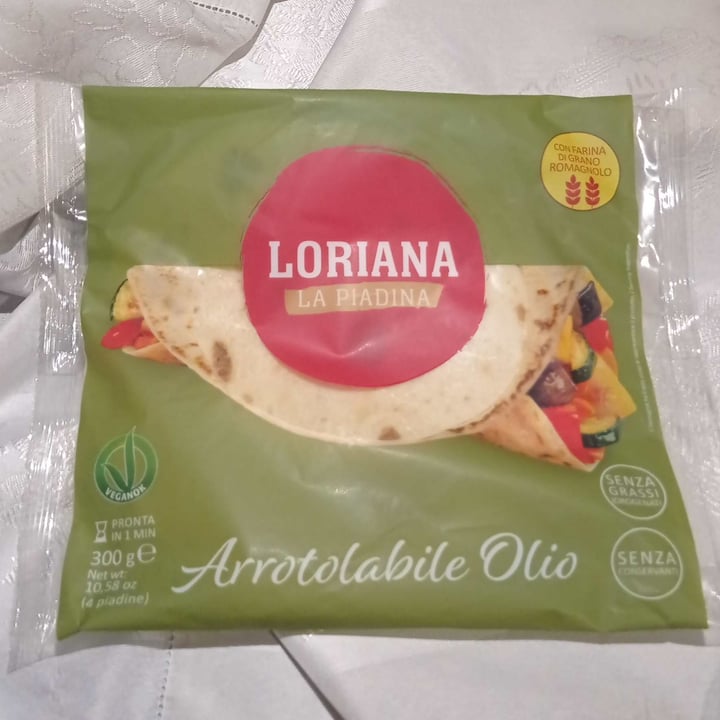 CON FARINA
DI GRANO
ROMAGNOLO
LORIANA
LA PIADINA
VEGANOK
PRONTA
IN 1 MIN
300 g e
Net wt:
10.58 oz
(4 piadine)
Arrotolabile Olio
SENZA
GRASSI
IDROGENATI
SENZA
CONSERVANTI